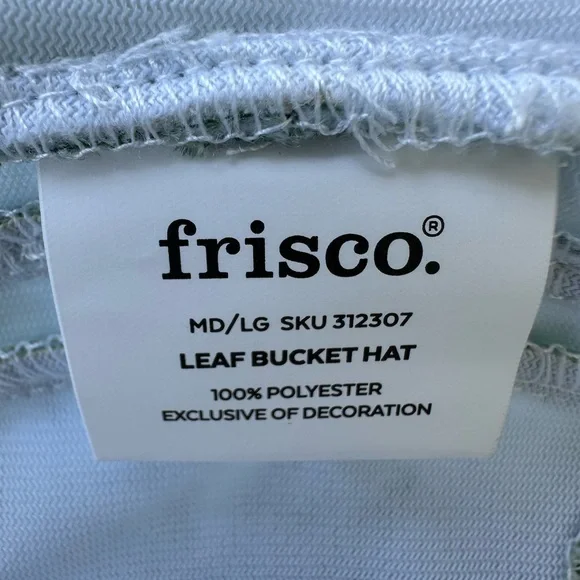 frisco.®
MD/LG SKU 312307
LEAF BUCKET HAT
100% POLYESTER
EXCLUSIVE OF DECORATION